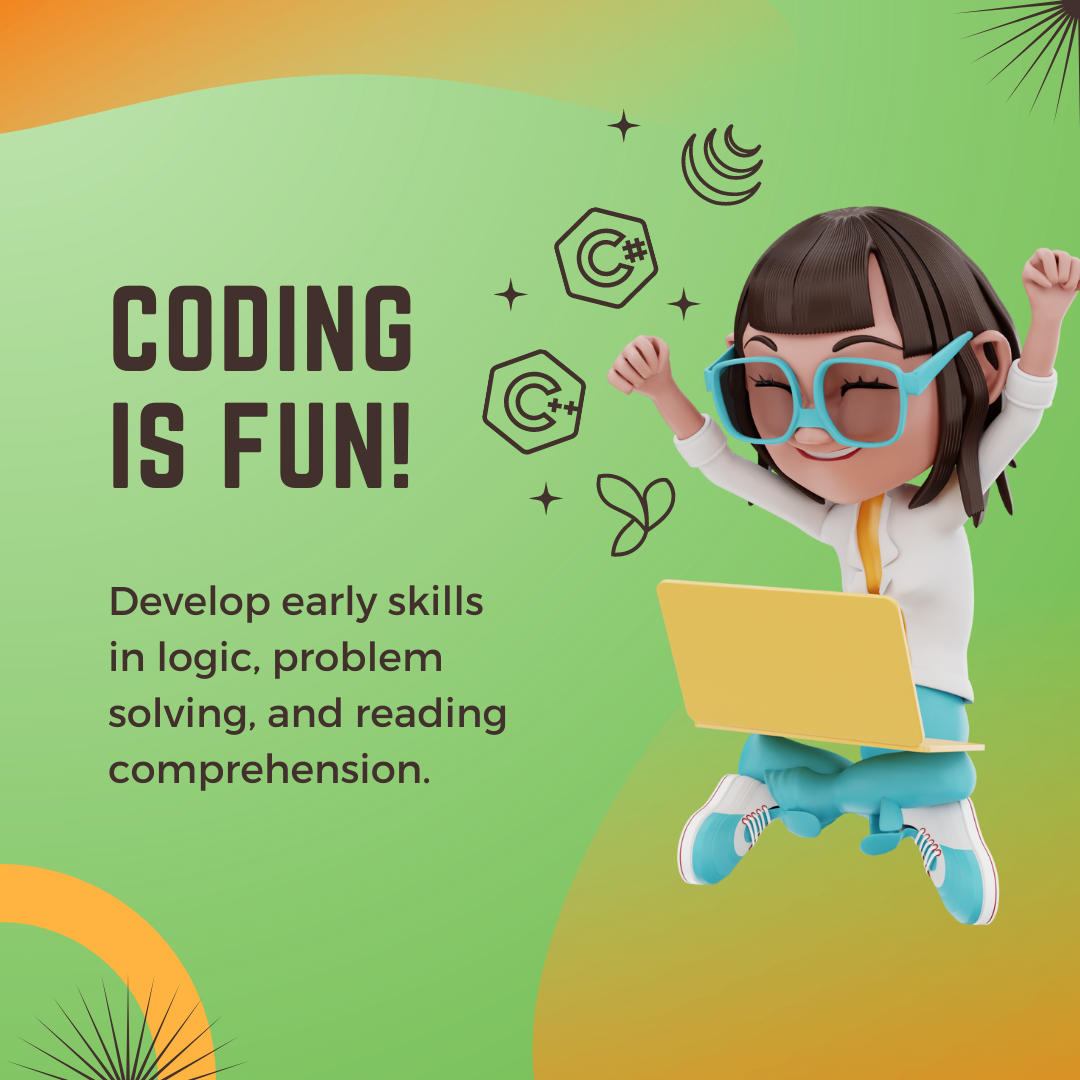 CODING
IS FUN!
C#
C++
Develop early skills
in logic, problem
solving, and reading
comprehension.